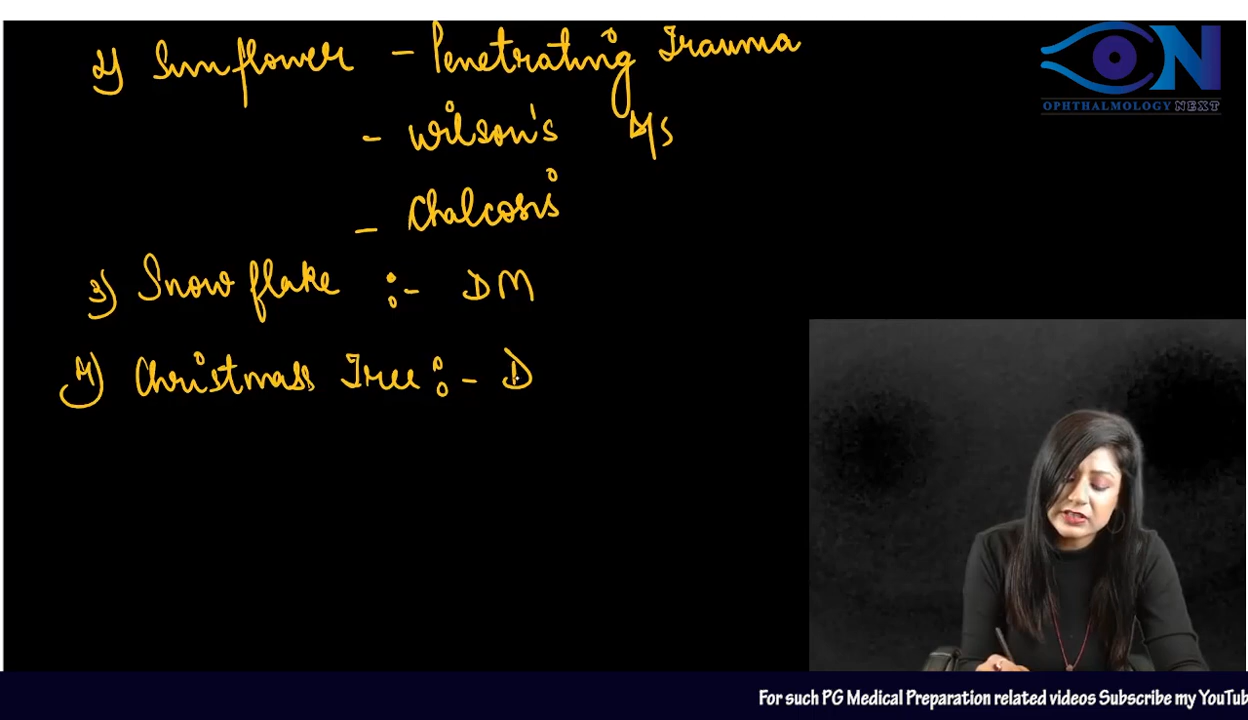 2) Sunflower - Penetrating Trauma
- Wilson's D/s
- Chalcosis
3) Snow flake :- DM
4) Christmass Tree :- D
ON
OPHTHALMOLOGY NEXT
For such PG Medical Preparation related videos Subscribe my YouTub